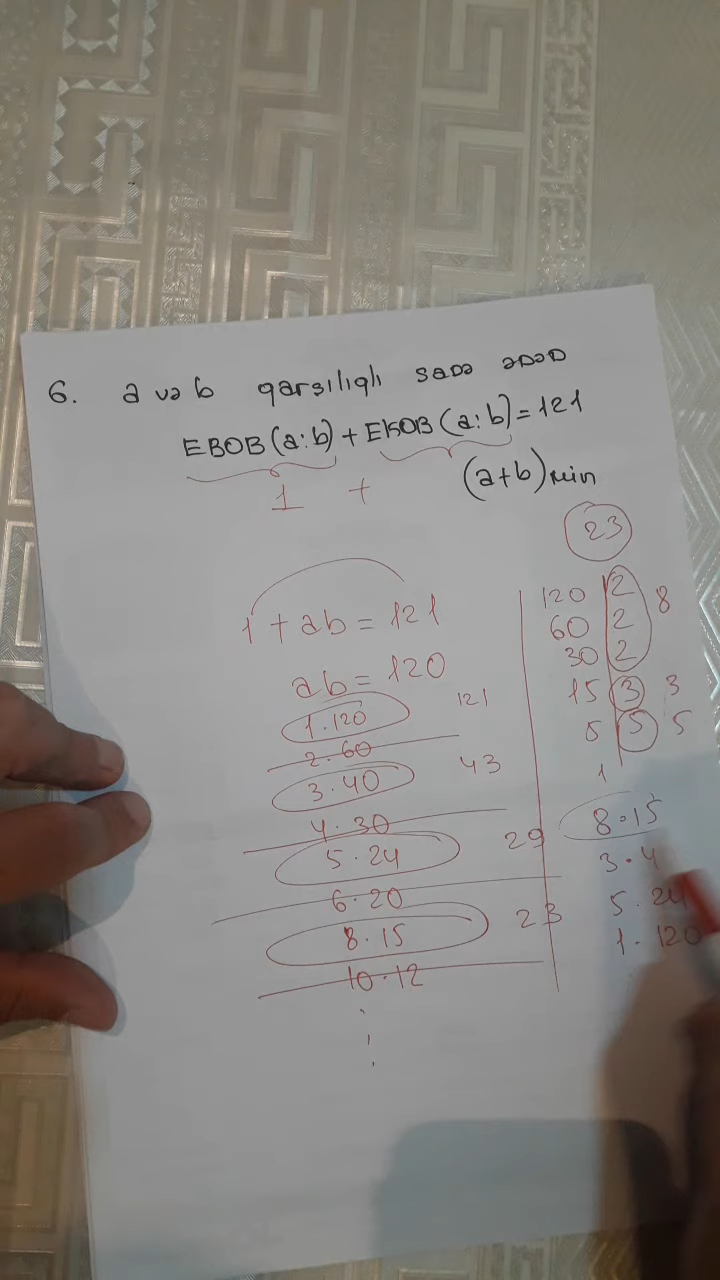 6. a və b qarşılıqlı sadə ədəd
EBOB(a:b)+EKOB(a:b)=121
1 + (a+b)min
23
1+ab=121
ab=120
1·120 121
2·60
3·40 43
4·30
5·24 29
6·20
8·15 23
10·12
120 2
60 2 8
30 2
15 3 3
5 5 5
1
8·15
3·4
5·24
1·120